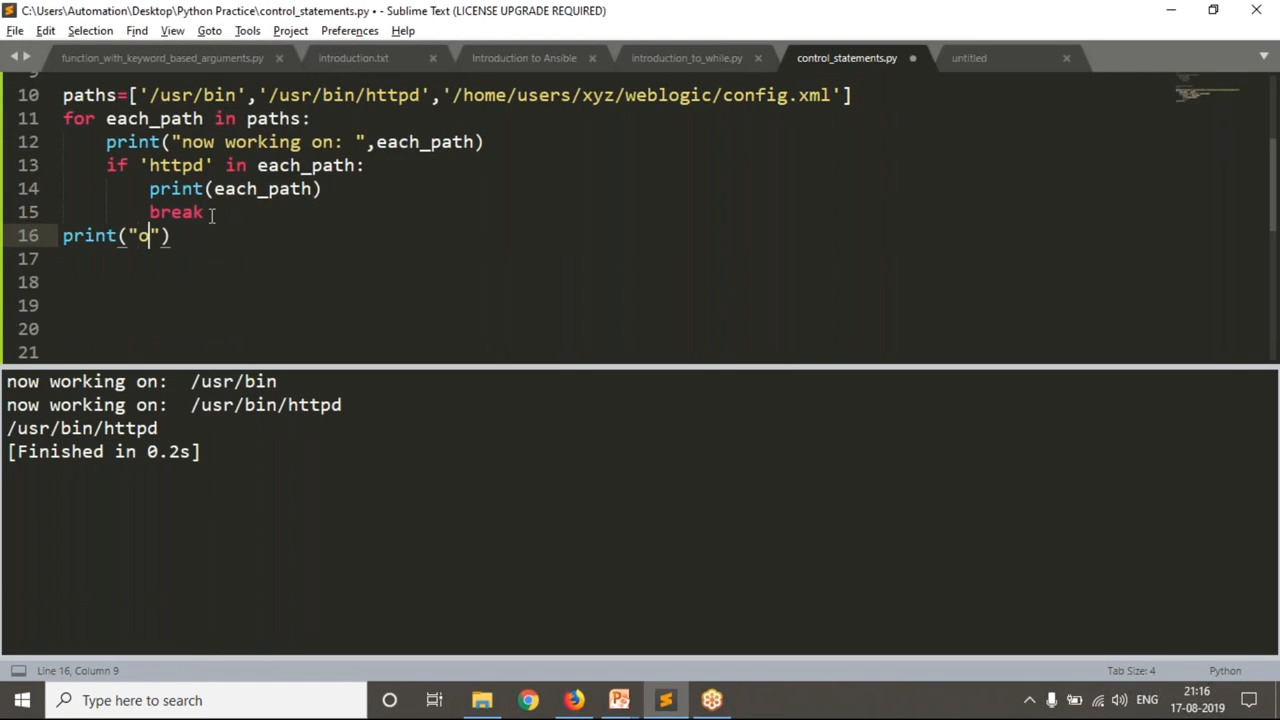 C:\Users\Automation\Desktop\Python Practice\control_statements.py • - Sublime Text (LICENSE UPGRADE REQUIRED)
File Edit Selection Find View Goto Tools Project Preferences Help
function_with_keyword_based_arguments.py introduction.txt Introduction to Ansible introduction_to_while.py control_statements.py untitled
9
10 paths=['/usr/bin','/usr/bin/httpd','/home/users/xyz/weblogic/config.xml']
11 for each_path in paths:
12 print("now working on: ",each_path)
13 if 'httpd' in each_path:
14 print(each_path)
15 break
16 print("o")
17
18
19
20
21
now working on:  /usr/bin
now working on:  /usr/bin/httpd
/usr/bin/httpd
[Finished in 0.2s]
Line 16, Column 9 Tab Size: 4 Python
Type here to search ENG 21:16
17-08-2019